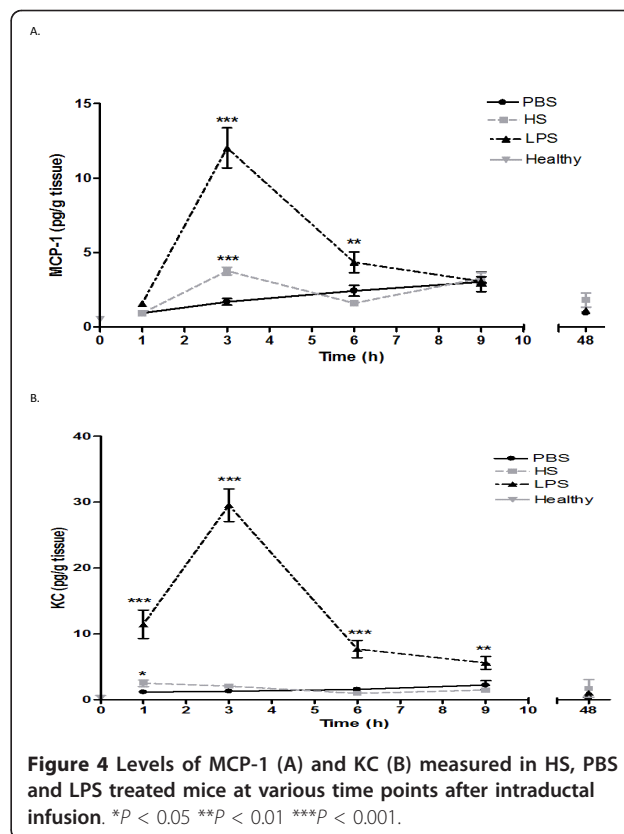 A.
PBS
HS
LPS
Healthy
***
***
**
15
10
5
0
MCP-1 (pg/g tissue)
0 1 2 3 4 5 6 7 8 9 10 48
Time (h)
B.
PBS
HS
LPS
Healthy
***
***
***
**
*
40
30
20
10
0
KC (pg/g tissue)
0 1 2 3 4 5 6 7 8 9 10 48
Time (h)
Figure 4 Levels of MCP-1 (A) and KC (B) measured in HS, PBS
and LPS treated mice at various time points after intraductal
infusion. *P < 0.05 **P < 0.01 ***P < 0.001.